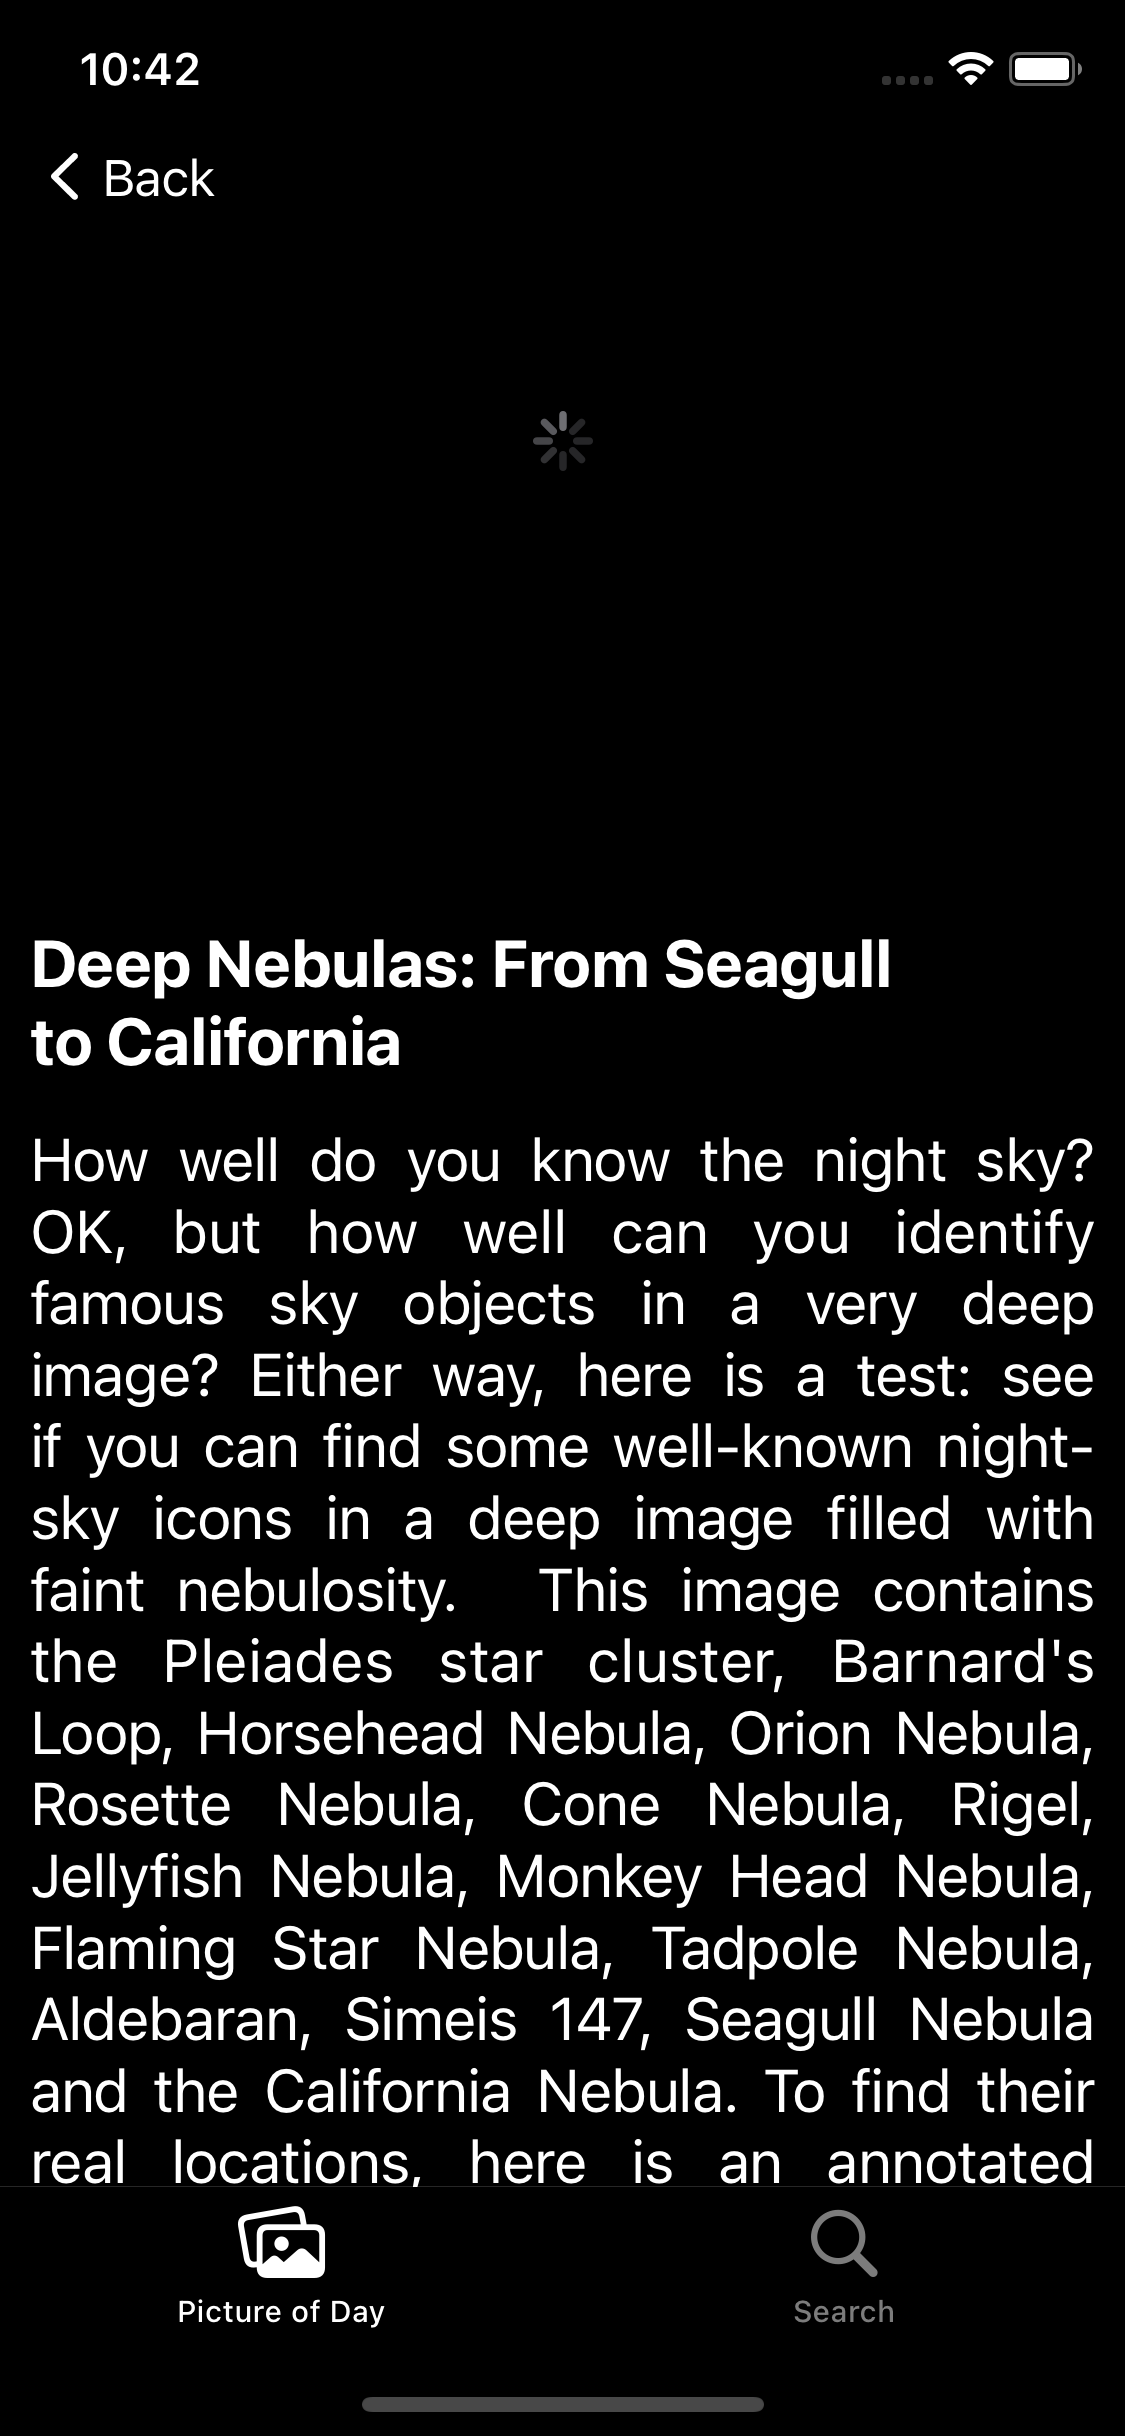 10:42
Back
Deep Nebulas: From Seagull
to California
How well do you know the night sky?
OK, but how well can you identify
famous sky objects in a very deep
image? Either way, here is a test: see
if you can find some well-known night-
sky icons in a deep image filled with
faint nebulosity.  This image contains
the Pleiades star cluster, Barnard's
Loop, Horsehead Nebula, Orion Nebula,
Rosette Nebula, Cone Nebula, Rigel,
Jellyfish Nebula, Monkey Head Nebula,
Flaming Star Nebula, Tadpole Nebula,
Aldebaran, Simeis 147, Seagull Nebula
and the California Nebula. To find their
real locations, here is an annotated
Picture of Day
Search